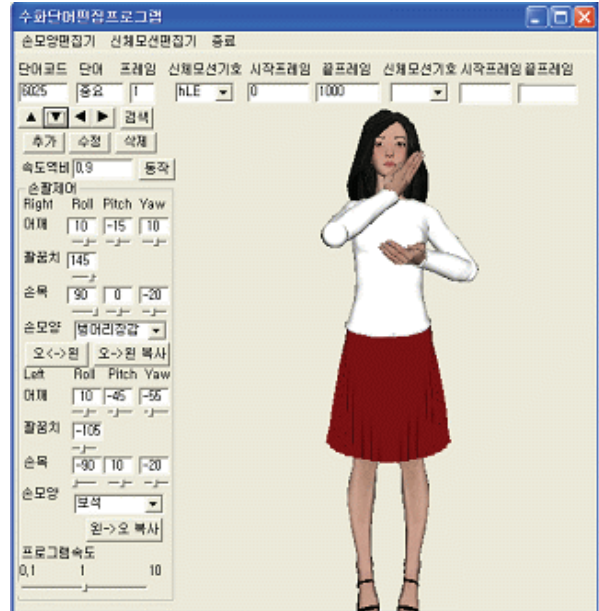 수화단어편집프로그램
손모양편집기 신체모션편집기 종료
단어코드 단어 프레임 신체모션기호 시작프레임 끝프레임 신체모션기호 시작프레임 끝프레임
6025 중요 1 hLE 0 1000
검색
추가 수정 삭제
속도역비 0.9 동작
손팔제어
Right Roll Pitch Yaw
어깨 10 -15 10
팔꿈치 145
손목 90 0 -20
손모양 벙어리장갑
오<->왼 오->왼 복사
Left Roll Pitch Yaw
어깨 10 -45 -55
팔꿈치 -105
손목 -90 10 -20
손모양 보석
왼->오 복사
프로그램속도
0.1 1 10